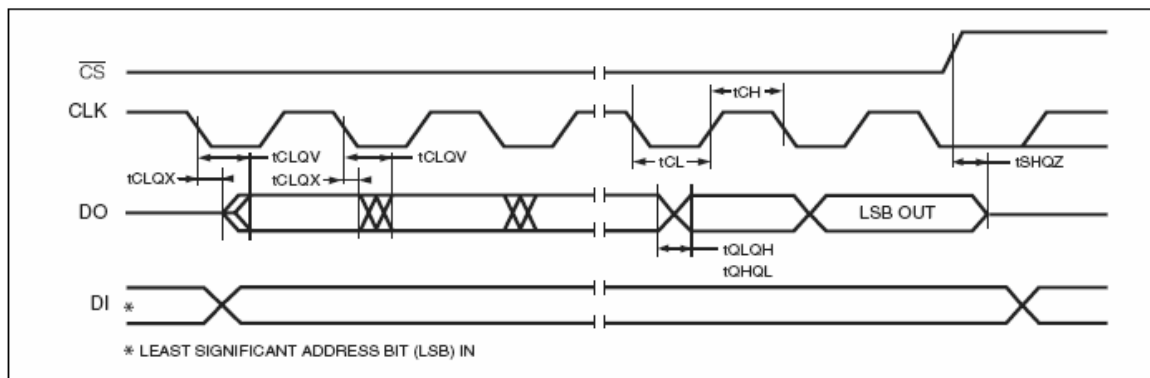 CS
CLK
tCH
tCLQV
tCLQV
tCL
tSHQZ
tCLQX
tCLQX
DO
LSB OUT
tQLQH
tQHQL
DI *
* LEAST SIGNIFICANT ADDRESS BIT (LSB) IN